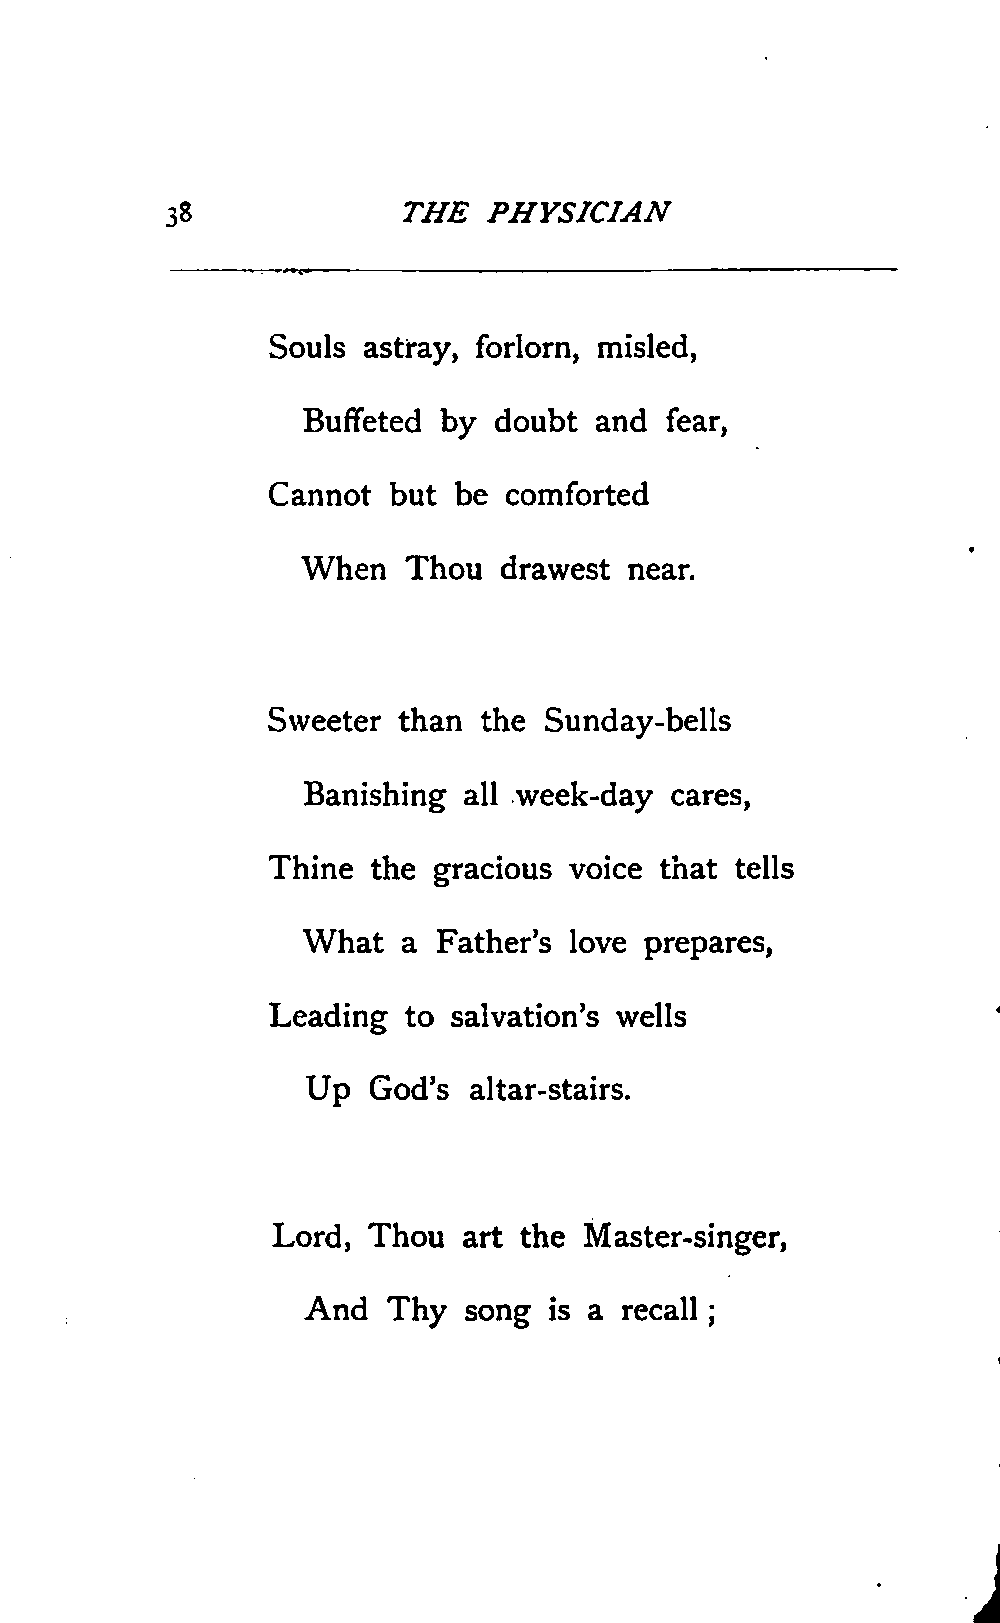 38 THE PHYSICIAN
Souls astray, forlorn, misled,
Buffeted by doubt and fear,
Cannot but be comforted
When Thou drawest near.
Sweeter than the Sunday-bells
Banishing all week-day cares,
Thine the gracious voice that tells
What a Father's love prepares,
Leading to salvation's wells
Up God's altar-stairs.
Lord, Thou art the Master-singer,
And Thy song is a recall ;